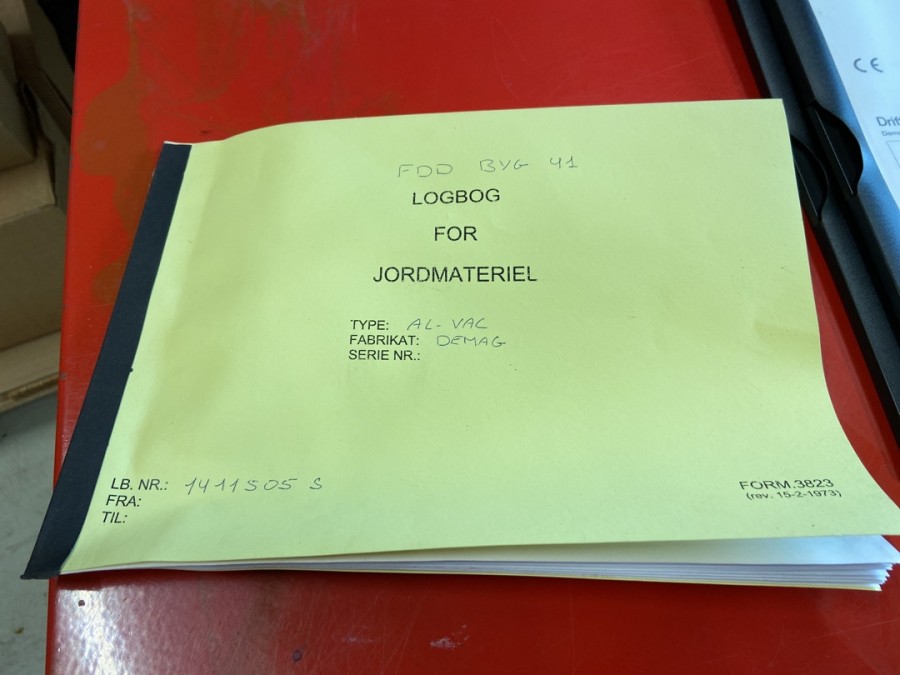 FDD BYG 41
LOGBOG
FOR
JORDMATERIEL
TYPE: AL-VAC
FABRIKAT: DEMAG
SERIE NR.:
LB. NR.: 1411505 S
FRA:
TIL:
FORM.3823
(rev. 15-2-1973)
CE